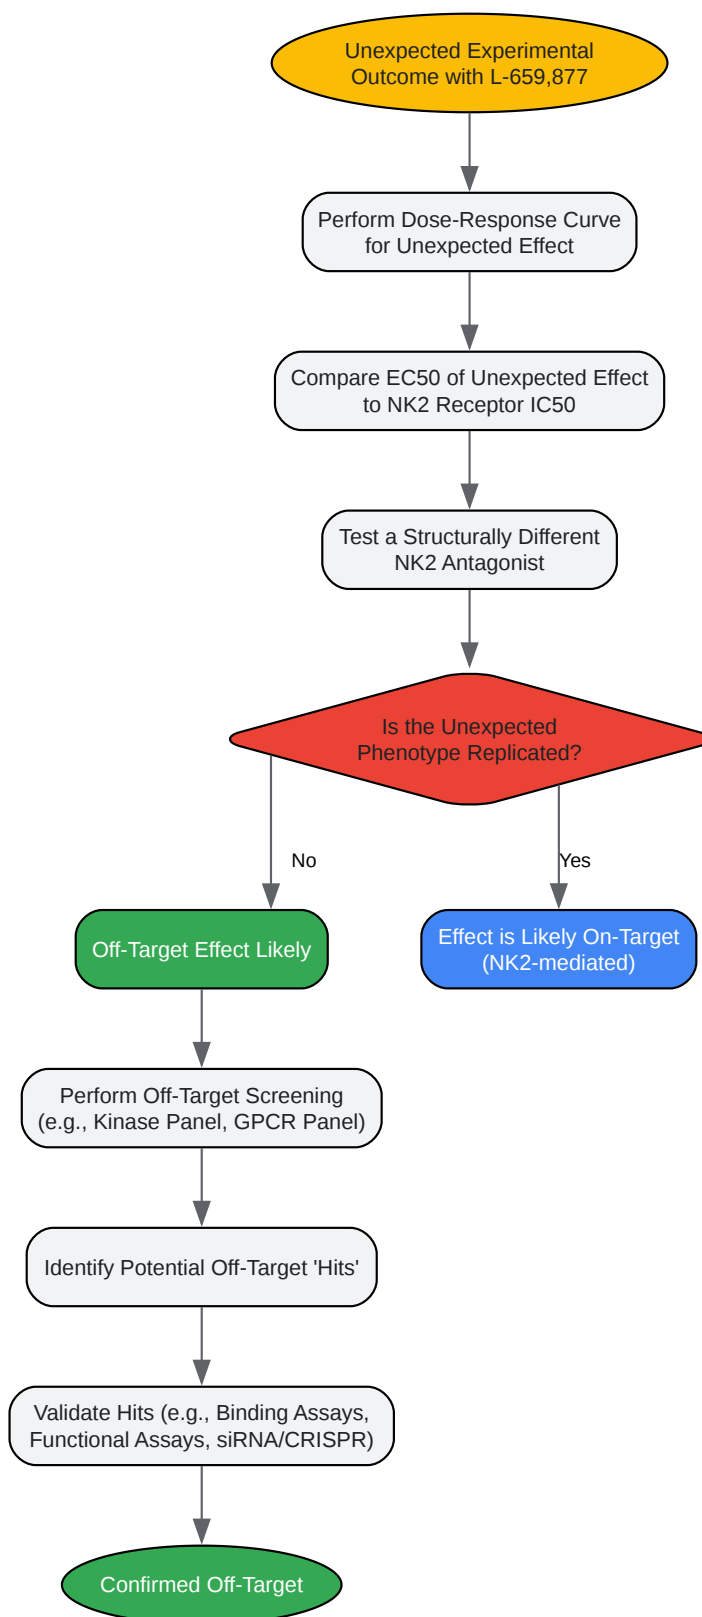 Unexpected Experimental
Outcome with L-659,877
Perform Dose-Response Curve
for Unexpected Effect
Compare EC50 of Unexpected Effect
to NK2 Receptor IC50
Test a Structurally Different
NK2 Antagonist
Is the Unexpected
Phenotype Replicated?
No
Yes
Off-Target Effect Likely
Effect is Likely On-Target
(NK2-mediated)
Perform Off-Target Screening
(e.g., Kinase Panel, GPCR Panel)
Identify Potential Off-Target 'Hits'
Validate Hits (e.g., Binding Assays,
Functional Assays, siRNA/CRISPR)
Confirmed Off-Target